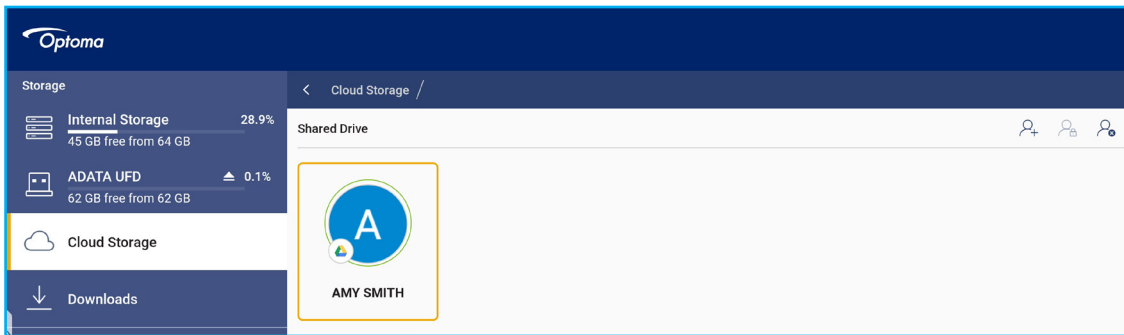 Optoma
Storage
Internal Storage 28.9%
45 GB free from 64 GB
ADATA UFD 0.1%
62 GB free from 62 GB
Cloud Storage
Downloads
Cloud Storage /
Shared Drive
A
AMY SMITH